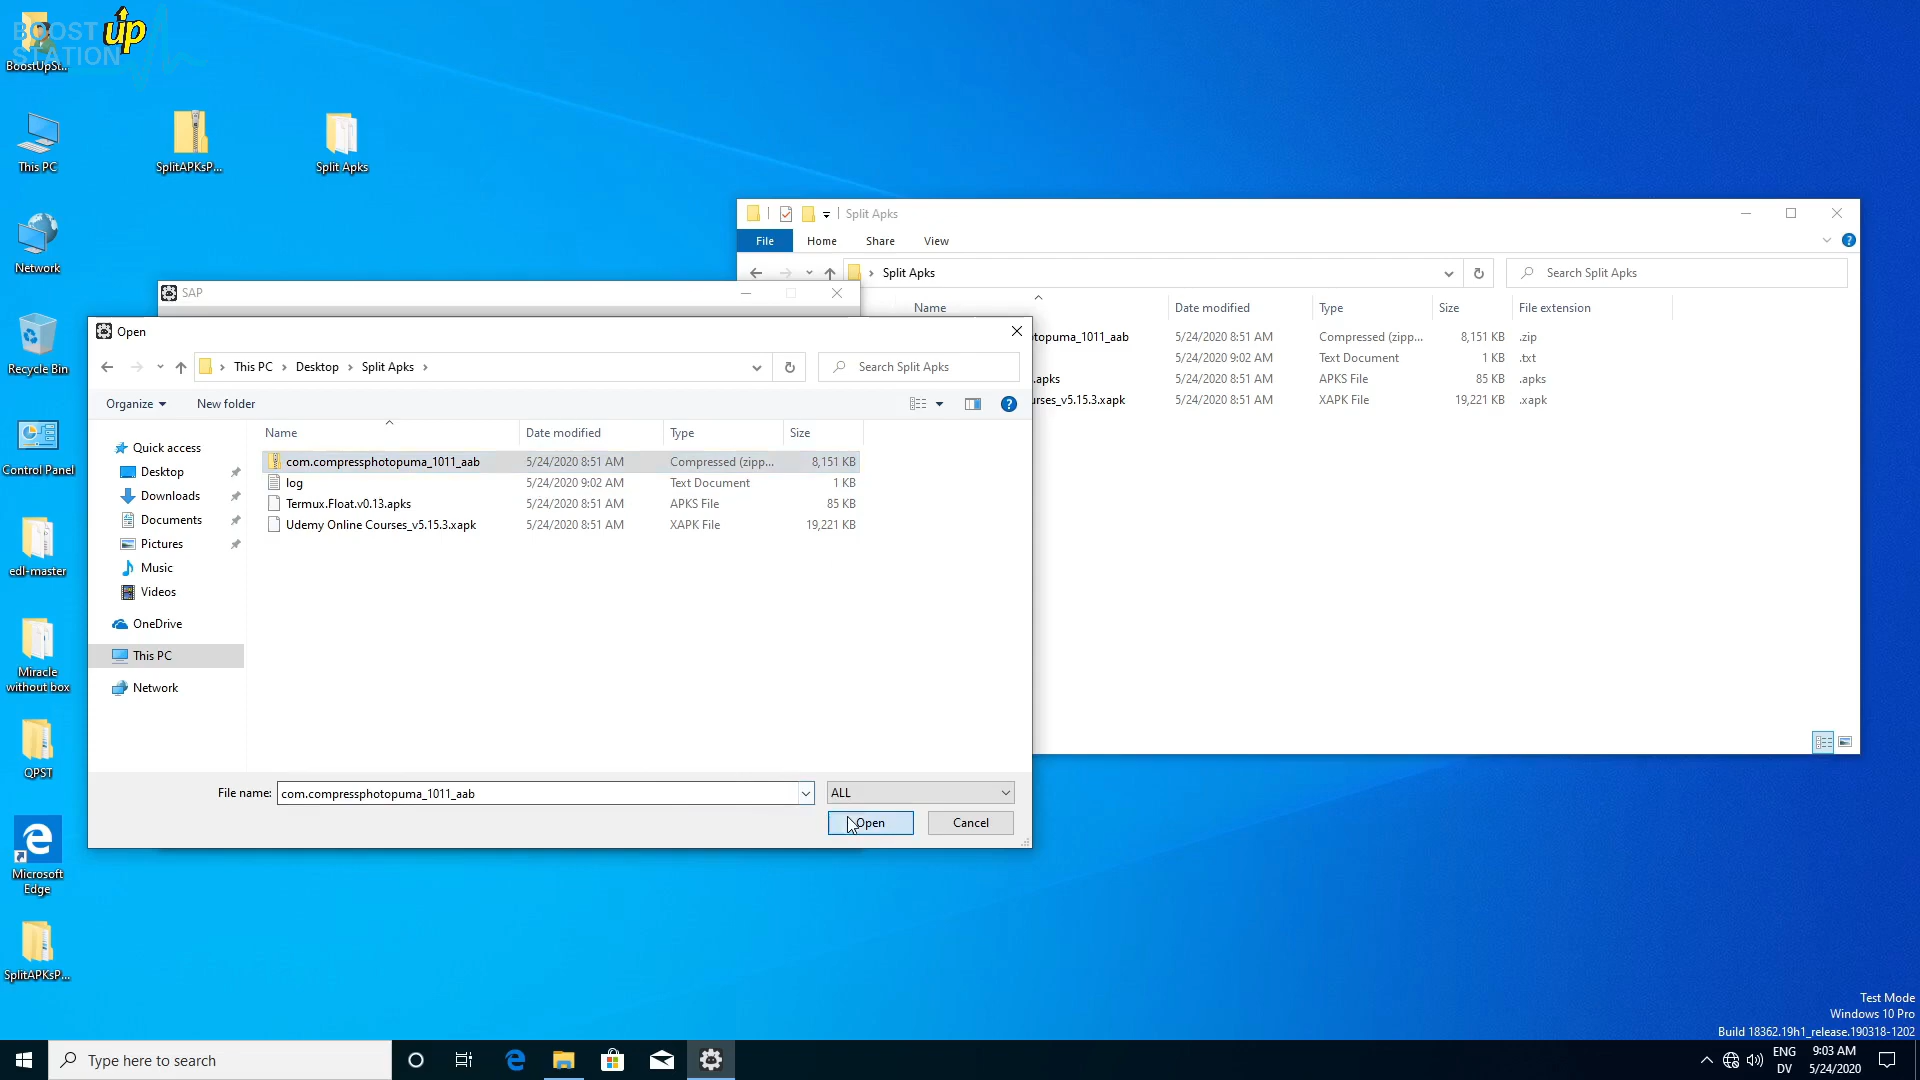 BOOST up
STATION
BoostUpSt...
This PC
SplitAPKsP...
Split Apks
Network
Recycle Bin
Control Panel
edl-master
Miracle
without box
QPST
Microsoft
Edge
SplitAPKsP...
Split Apks
File
Home
Share
View
Split Apks
Search Split Apks
Name
Date modified
Type
Size
File extension
topuma_1011_aab
5/24/2020 8:51 AM
Compressed (zipp...
8,151 KB
.zip
5/24/2020 9:02 AM
Text Document
1 KB
.txt
.apks
5/24/2020 8:51 AM
APKS File
85 KB
.apks
urses_v5.15.3.xapk
5/24/2020 8:51 AM
XAPK File
19,221 KB
.xapk
SAP
Open
This PC
Desktop
Split Apks
Search Split Apks
Organize
New folder
Quick access
Desktop
Downloads
Documents
Pictures
Music
Videos
OneDrive
This PC
Network
Name
Date modified
Type
Size
com.compressphotopuma_1011_aab
5/24/2020 8:51 AM
Compressed (zipp...
8,151 KB
log
5/24/2020 9:02 AM
Text Document
1 KB
Termux.Float.v0.13.apks
5/24/2020 8:51 AM
APKS File
85 KB
Udemy Online Courses_v5.15.3.xapk
5/24/2020 8:51 AM
XAPK File
19,221 KB
File name:
com.compressphotopuma_1011_aab
ALL
Open
Cancel
Test Mode
Windows 10 Pro
Build 18362.19h1_release.190318-1202
Type here to search
ENG
DV
9:03 AM
5/24/2020